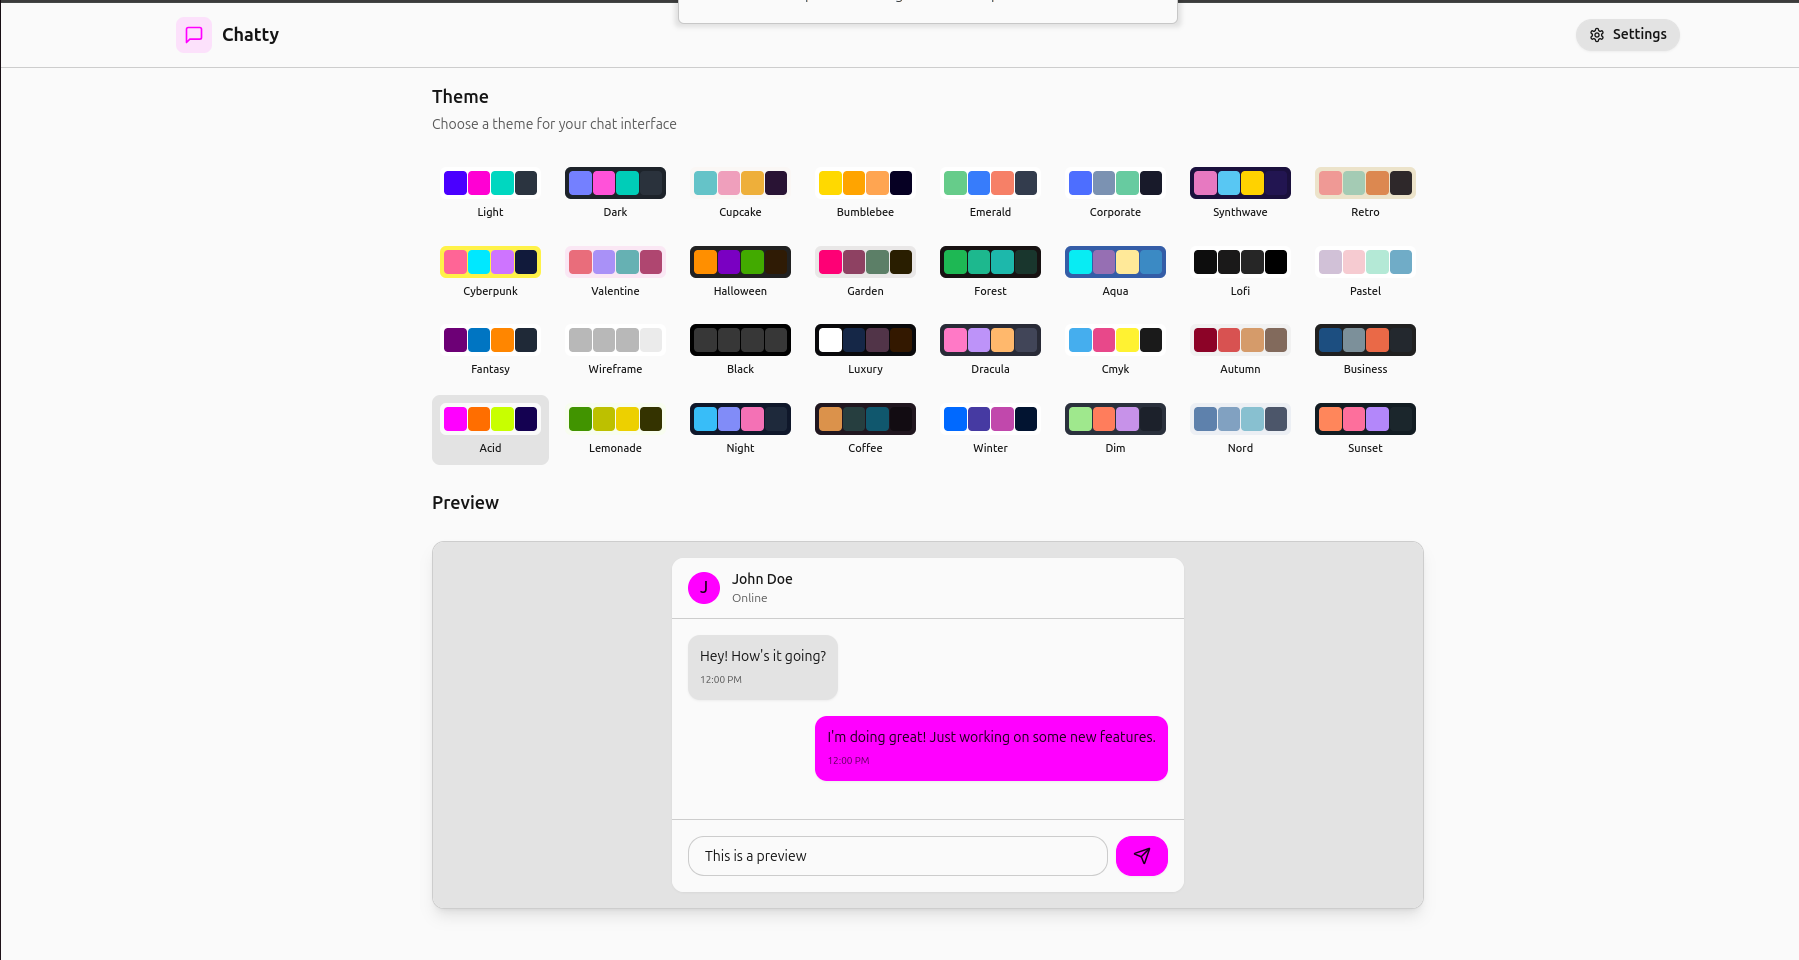 Chatty
Settings
Theme
Choose a theme for your chat interface
Light Dark Cupcake Bumblebee Emerald Corporate Synthwave Retro
Cyberpunk Valentine Halloween Garden Forest Aqua Lofi Pastel
Fantasy Wireframe Black Luxury Dracula Cmyk Autumn Business
Acid Lemonade Night Coffee Winter Dim Nord Sunset
Preview
J
John Doe
Online
Hey! How's it going?
12:00 PM
I'm doing great! Just working on some new features.
12:00 PM
This is a preview